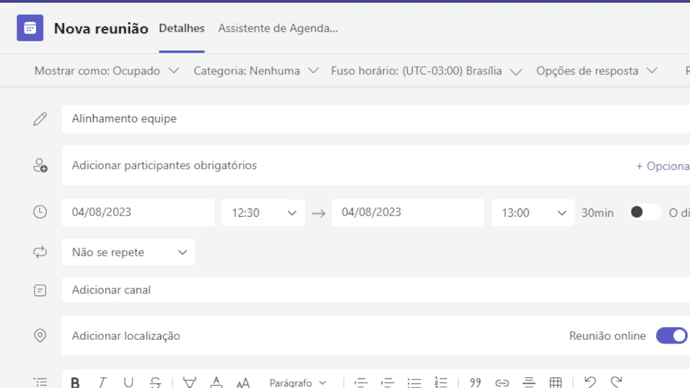 Nova reunião Detalhes Assistente de Agenda...
Mostrar como: Ocupado Categoria: Nenhuma Fuso horário: (UTC-03:00) Brasília Opções de resposta R
Alinhamento equipe
Adicionar participantes obrigatórios + Opciona
04/08/2023 12:30 → 04/08/2023 13:00 30min O di
Não se repete
Adicionar canal
Adicionar localização Reunião online
B I U S A AA Parágrafo